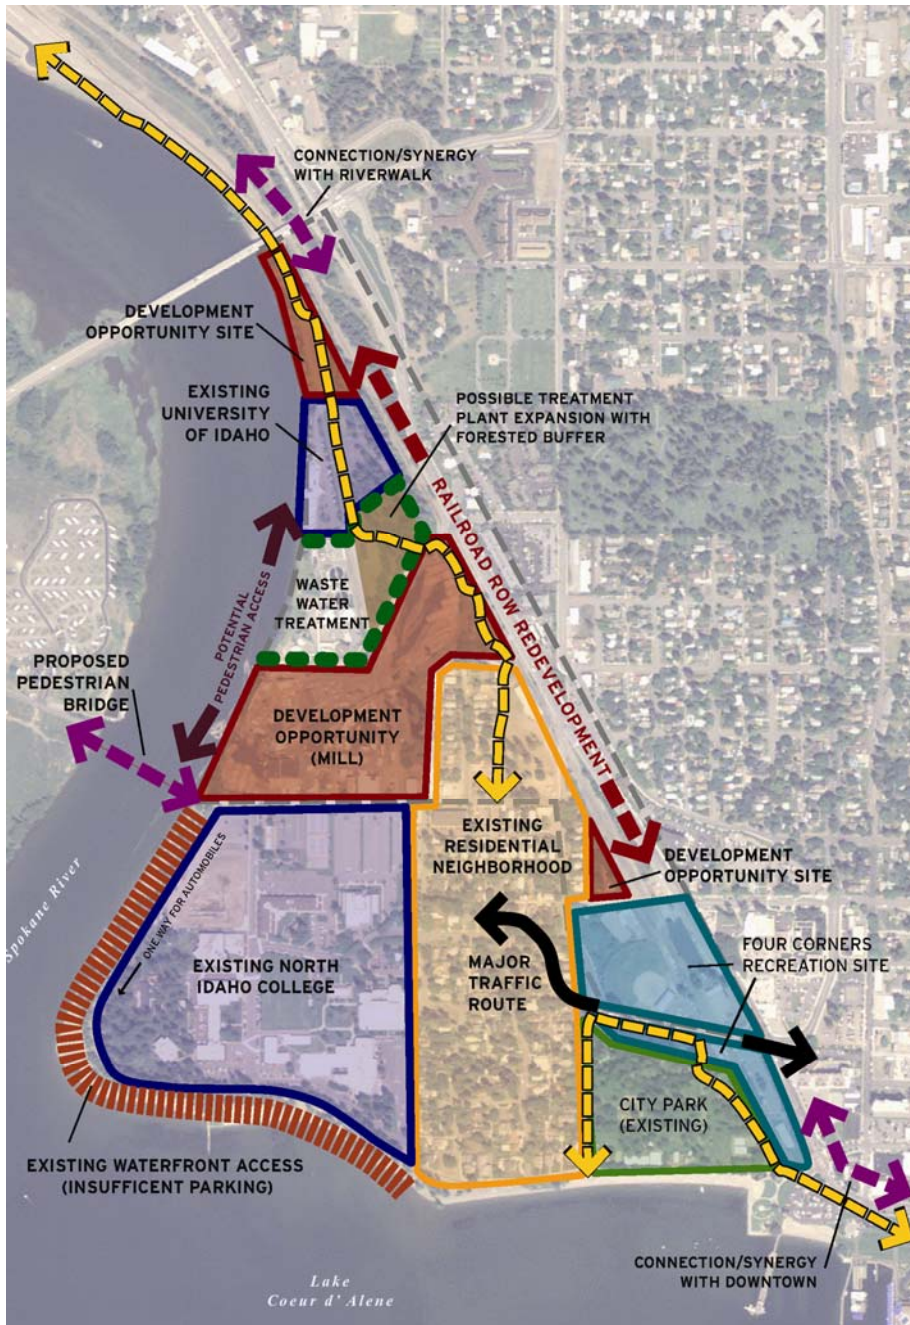 CONNECTION/SYNERGY
WITH RIVERWALK
DEVELOPMENT
OPPORTUNITY SITE
EXISTING
UNIVERSITY
OF IDAHO
POSSIBLE TREATMENT
PLANT EXPANSION WITH
FORESTED BUFFER
RAILROAD ROW REDEVELOPMENT
WASTE
WATER
TREATMENT
POTENTIAL
PEDESTRIAN ACCESS
PROPOSED
PEDESTRIAN
BRIDGE
DEVELOPMENT
OPPORTUNITY
(MILL)
EXISTING
RESIDENTIAL
NEIGHBORHOOD
DEVELOPMENT
OPPORTUNITY SITE
Spokane River
ONE WAY FOR AUTOMOBILES
EXISTING NORTH
IDAHO COLLEGE
MAJOR
TRAFFIC
ROUTE
FOUR CORNERS
RECREATION SITE
CITY PARK
(EXISTING)
EXISTING WATERFRONT ACCESS
(INSUFFICENT PARKING)
CONNECTION/SYNERGY
WITH DOWNTOWN
Lake
Coeur d' Alene